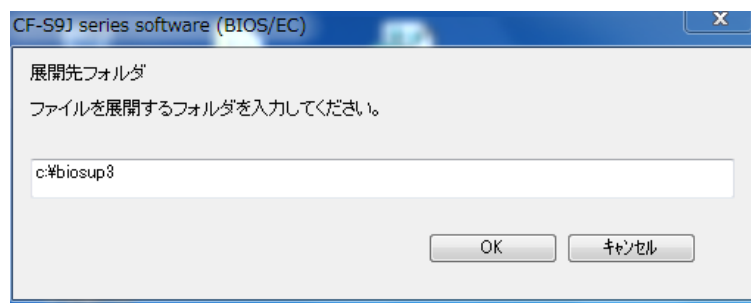 CF-S9J series software (BIOS/EC)
展開先フォルダ
ファイルを展開するフォルダを入力してください。
c:¥biosup3
OK
キャンセル